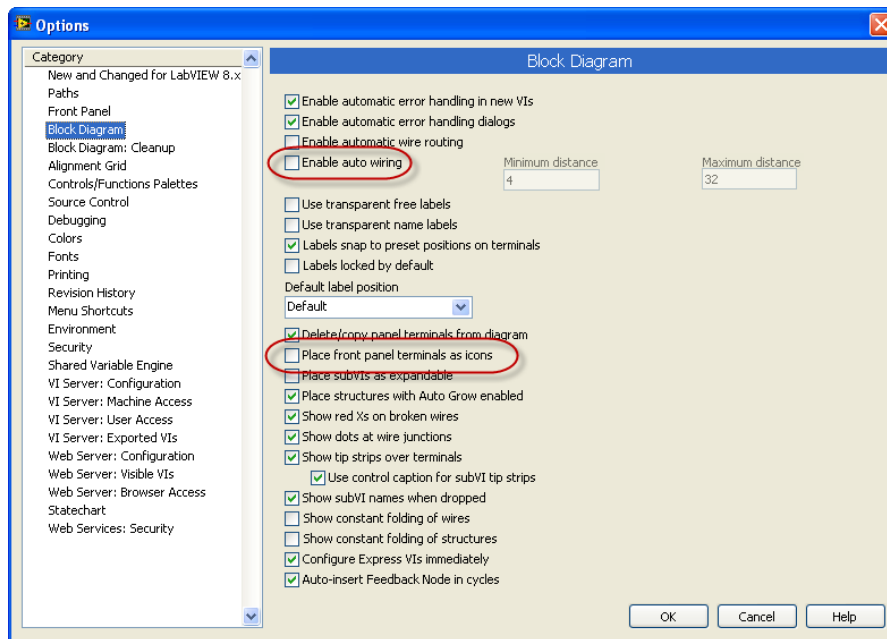 Options
Category
New and Changed for LabVIEW 8.x
Paths
Front Panel
Block Diagram
Block Diagram: Cleanup
Alignment Grid
Controls/Functions Palettes
Source Control
Debugging
Colors
Fonts
Printing
Revision History
Menu Shortcuts
Environment
Security
Shared Variable Engine
VI Server: Configuration
VI Server: Machine Access
VI Server: User Access
VI Server: Exported VIs
Web Server: Configuration
Web Server: Visible VIs
Web Server: Browser Access
Statechart
Web Services: Security
Block Diagram
Enable automatic error handling in new VIs
Enable automatic error handling dialogs
Enable automatic wire routing
Enable auto wiring
Minimum distance
4
Maximum distance
32
Use transparent free labels
Use transparent name labels
Labels snap to preset positions on terminals
Labels locked by default
Default label position
Default
Delete/copy panel terminals from diagram
Place front panel terminals as icons
Place subVIs as expandable
Place structures with Auto Grow enabled
Show red Xs on broken wires
Show dots at wire junctions
Show tip strips over terminals
Use control caption for subVI tip strips
Show subVI names when dropped
Show constant folding of wires
Show constant folding of structures
Configure Express VIs immediately
Auto-insert Feedback Node in cycles
OK Cancel Help